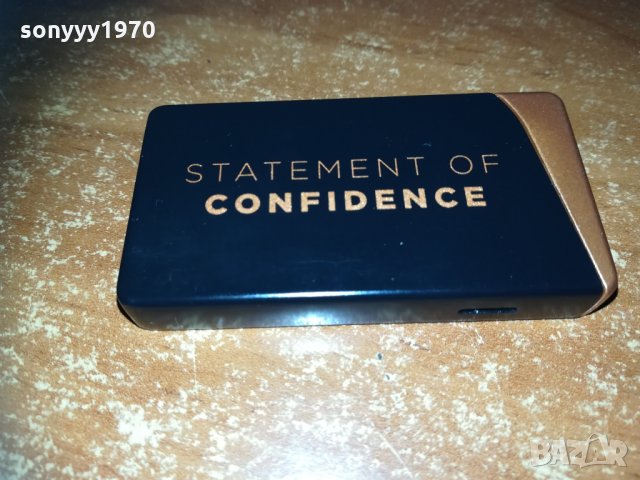 sonyyy1970
STATEMENT OF
CONFIDENCE
BAZAR